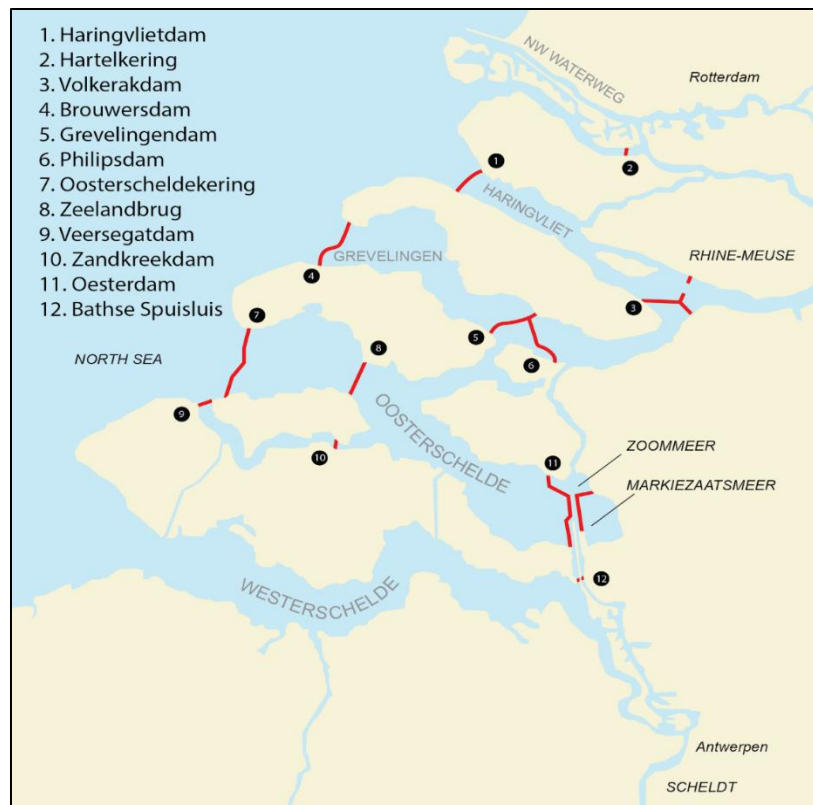 1. Haringvlietdam
2. Hartelkering
3. Volkerakdam
4. Brouwersdam
5. Grevelingendam
6. Philipsdam
7. Oosterscheldekering
8. Zeelandbrug
9. Veersegatdam
10. Zandkreekdam
11. Oesterdam
12. Bathse Spuisluis
NW WATERWEG
Rotterdam
1
2
HARINGVLIET
GREVELINGEN
RHINE-MEUSE
4
3
7
5
8
6
NORTH SEA
9
OOSTERSCHELDE
10
11
ZOOMMEER
MARKIEZAATSMEER
12
WESTERSCHELDE
Antwerpen
SCHELDT